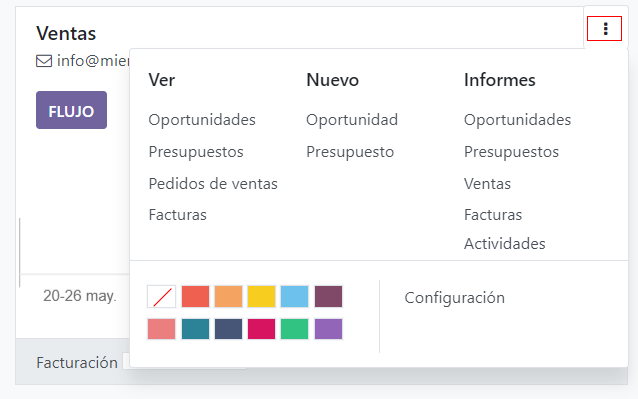 Ventas
info@mier
FLUJO
Ver
Oportunidades
Presupuestos
Pedidos de ventas
Facturas
Nuevo
Oportunidad
Presupuesto
Informes
Oportunidades
Presupuestos
Ventas
Facturas
Actividades
Configuración
20-26 may.
Facturación